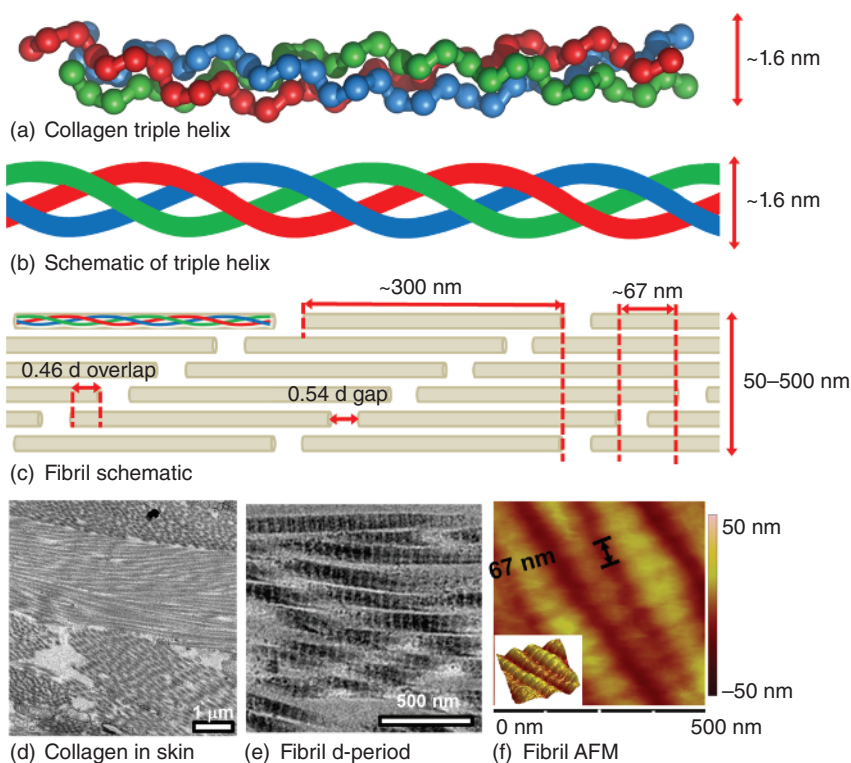 ~1.6 nm
(a) Collagen triple helix
~1.6 nm
(b) Schematic of triple helix
~300 nm
~67 nm
0.46 d overlap
0.54 d gap
50–500 nm
(c) Fibril schematic
1 μm
(d) Collagen in skin
500 nm
(e) Fibril d-period
67 nm
50 nm
–50 nm
0 nm
500 nm
(f) Fibril AFM